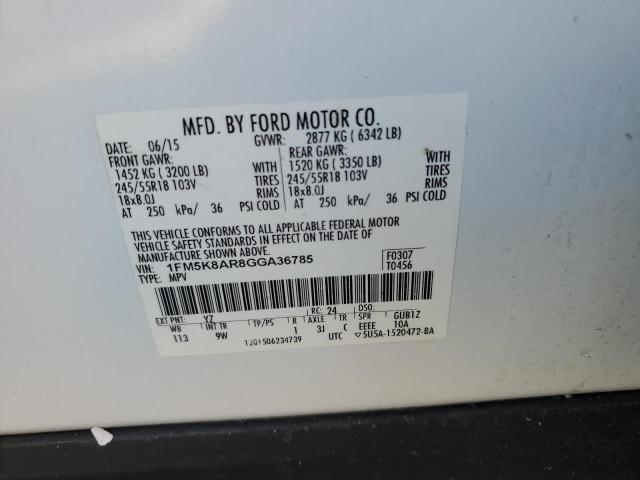 MFD. BY FORD MOTOR CO.
DATE: 06/15 GVWR: 2877 KG ( 6342 LB)
FRONT GAWR: REAR GAWR:
1452 KG ( 3200 LB) WITH 1520 KG ( 3350 LB) WITH
245/55R18 103V TIRES 245/55R18 103V TIRES
18x8.0J RIMS 18x8.0J RIMS
AT 250 kPa/ 36 PSI COLD AT 250 kPa/ 36 PSI COLD
THIS VEHICLE CONFORMS TO ALL APPLICABLE FEDERAL MOTOR
VEHICLE SAFETY STANDARDS IN EFFECT ON THE DATE OF
MANUFACTURE SHOWN ABOVE.
VIN: 1FM5K8AR8GGA36785 F0307
TYPE: MPV T0456
EXT PNT: YZ RC: 24 DSO:
WB INT TR TP/PS R AXLE TR SPR GUB1Z
113 9W 1 3J C EEEE 10A
1201506234739 UTC ▽5U5A-1520472-BA